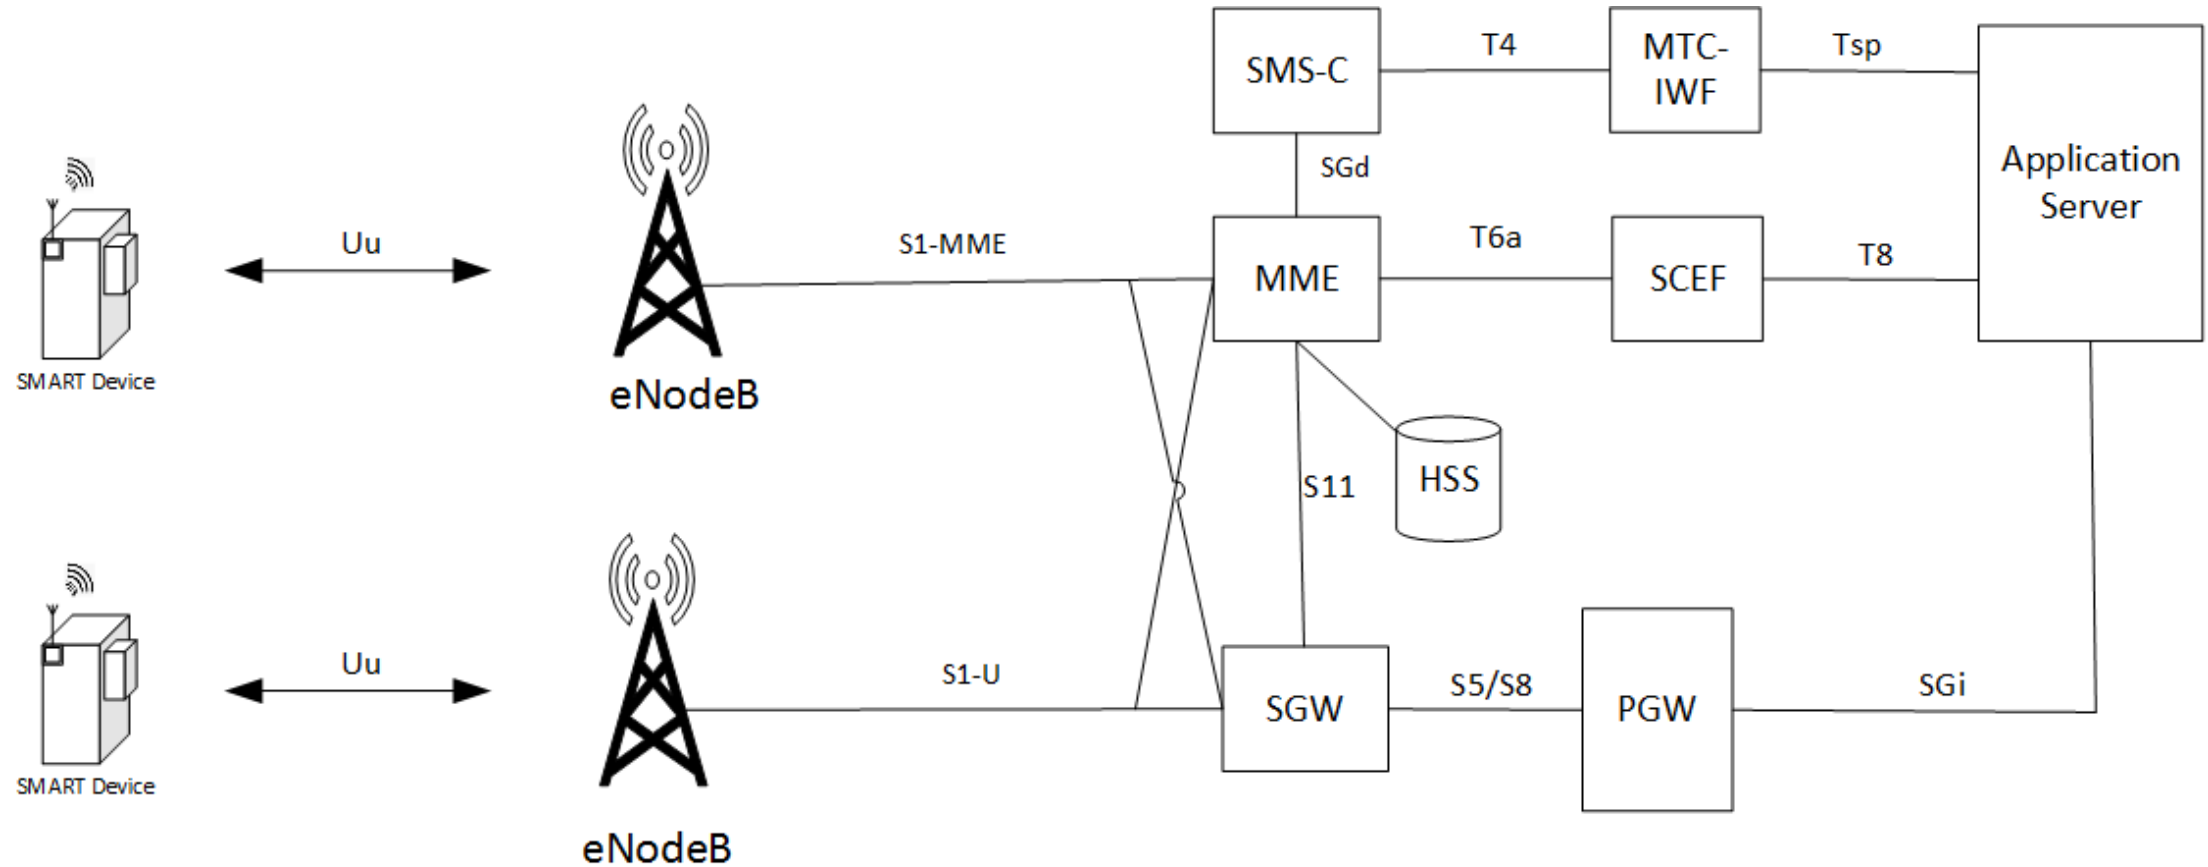 SMS-C
T4
MTC-
IWF
Tsp
Application
Server
SGd
Uu
S1-MME
MME
T6a
SCEF
T8
SMART Device
eNodeB
S11
HSS
Uu
S1-U
SGW
S5/S8
PGW
SGi
SMART Device
eNodeB